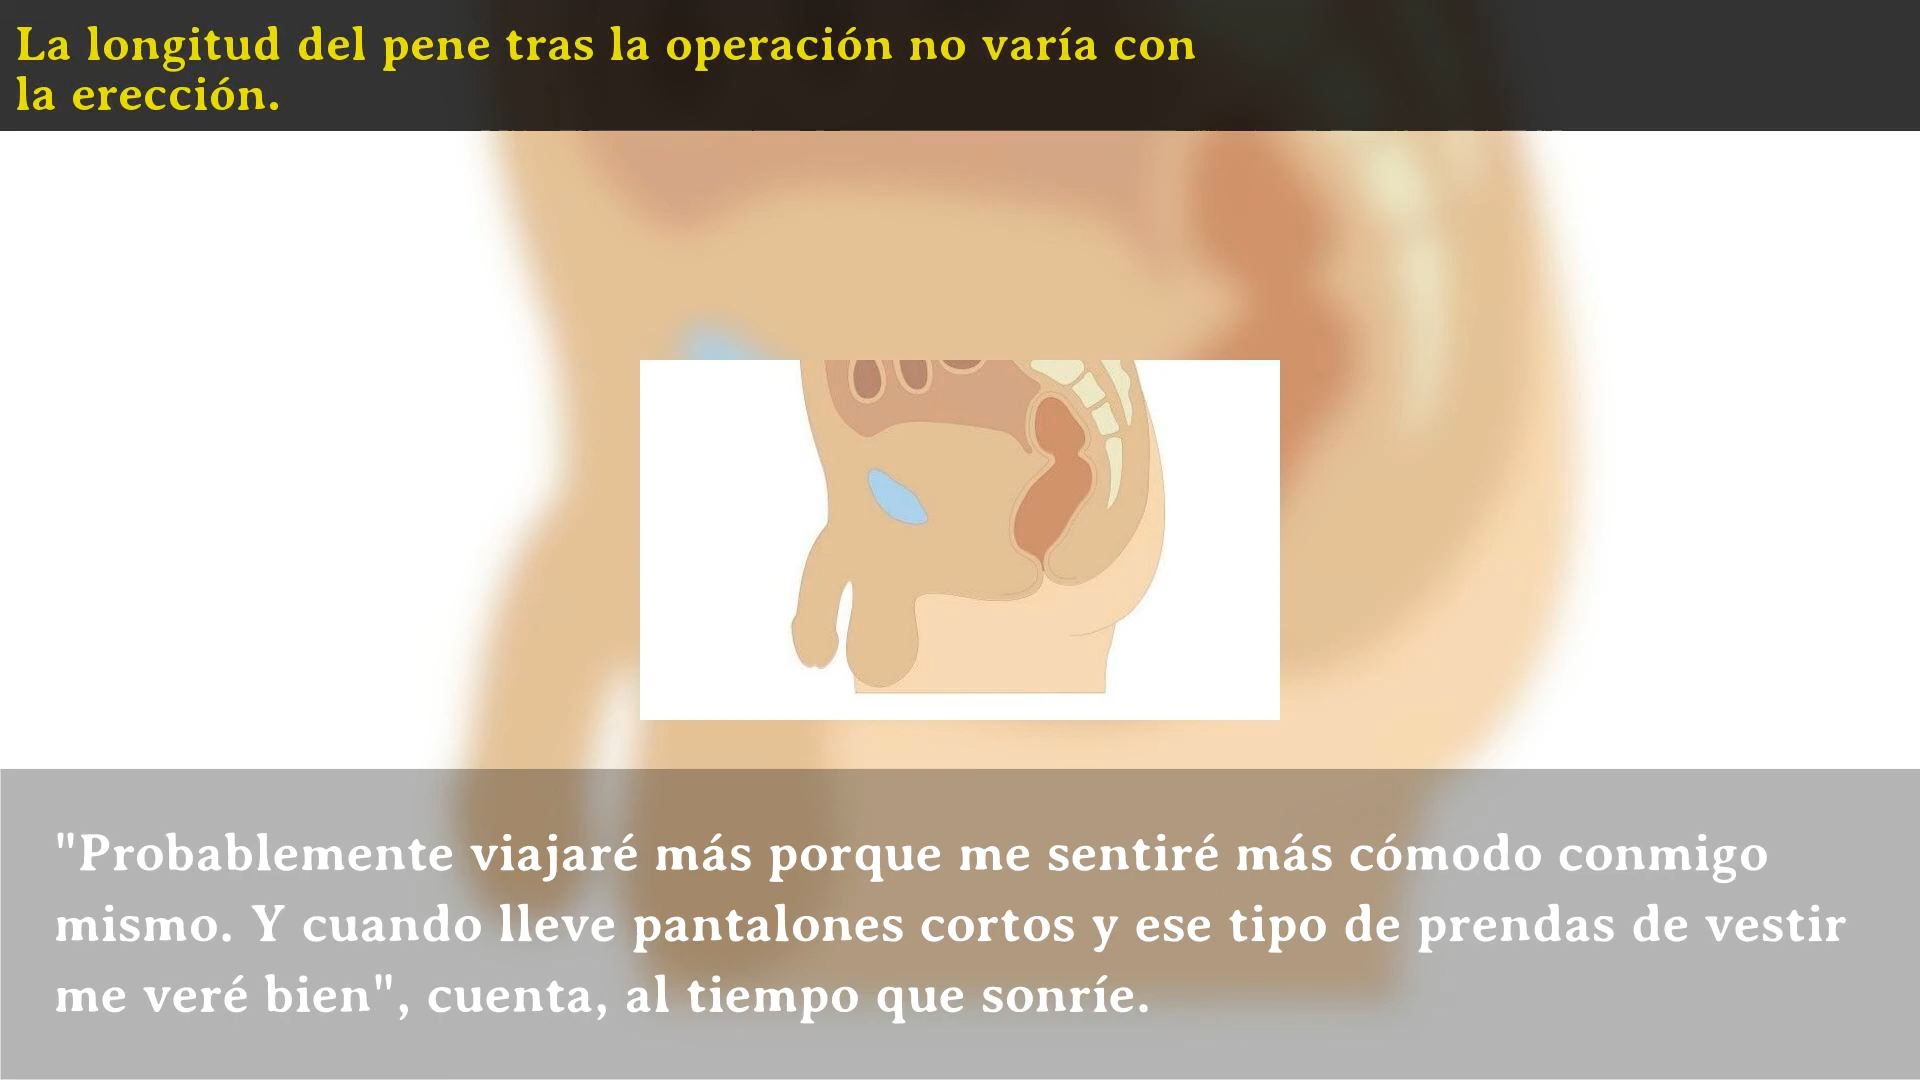 La longitud del pene tras la operación no varía con
la erección.
"Probablemente viajaré más porque me sentiré más cómodo conmigo
mismo. Y cuando lleve pantalones cortos y ese tipo de prendas de vestir
me veré bien", cuenta, al tiempo que sonríe.